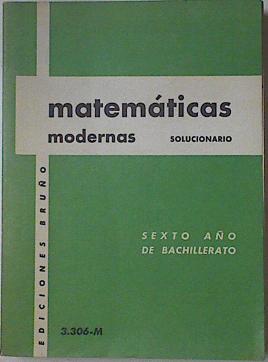 matemáticas
modernas SOLUCIONARIO
SEXTO AÑO
DE BACHILLERATO
EDICIONES BRUÑO
3.306-M